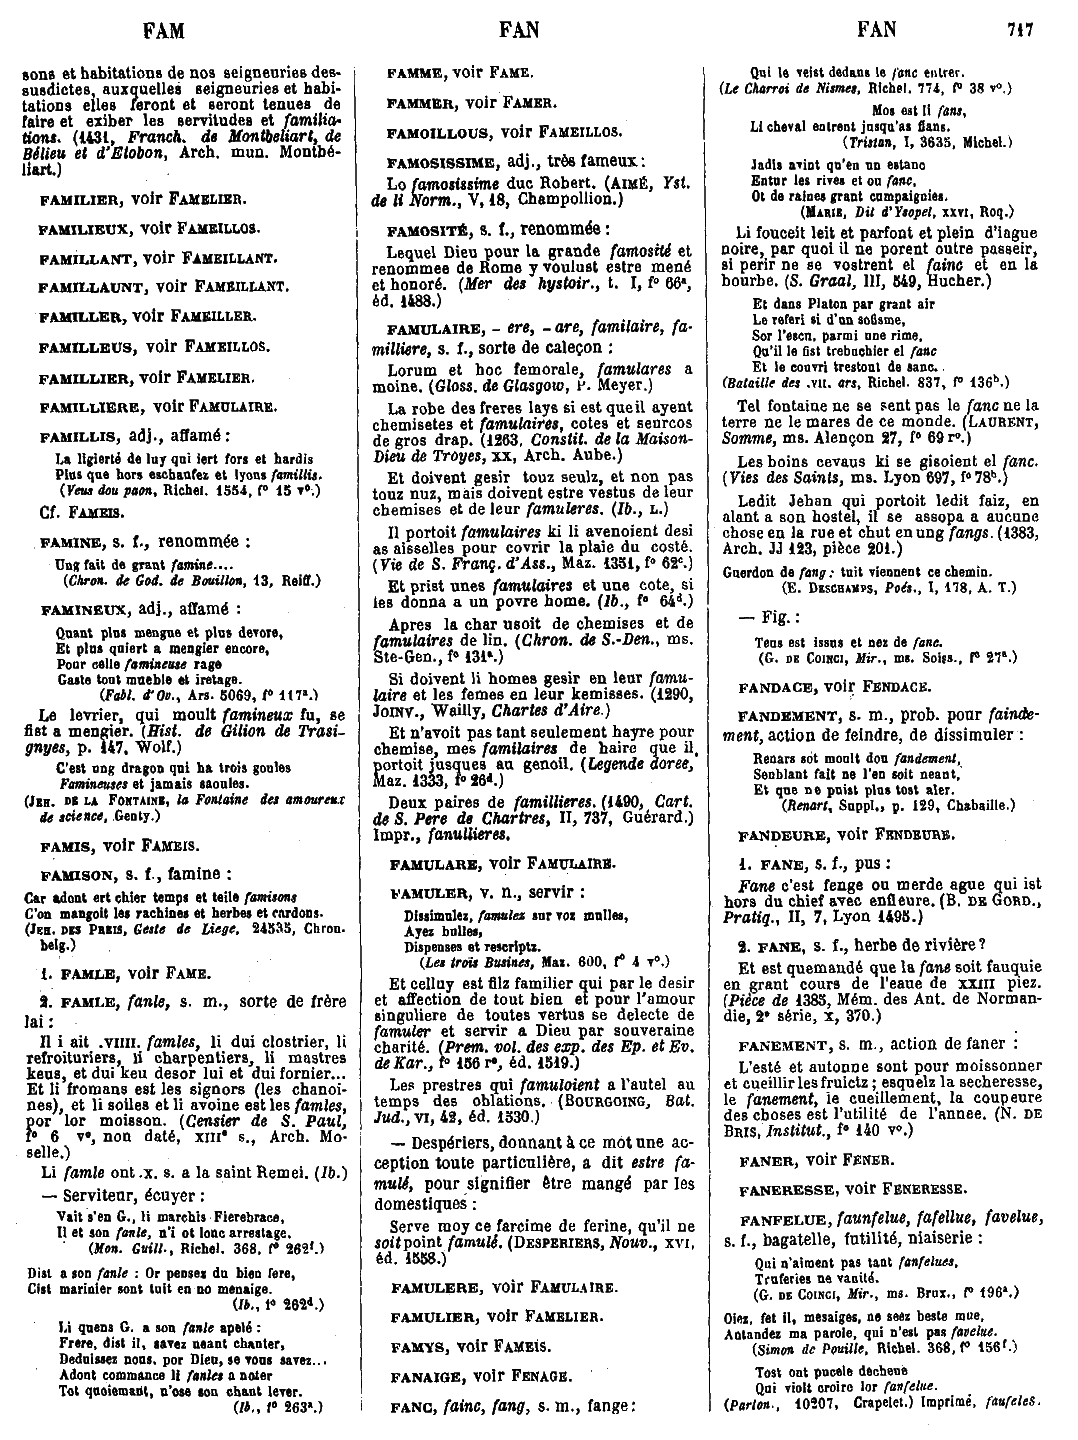 FAM
FAN
FAN
717
sons et habitations de nos seigneuries des-
susdictes, auxquelles seigneuries et habi-
tations elles feront et seront tenues de
faire et exiber les servitudes et familia-
tions. (1431, Franch. de Montbeliart, de
Bélieu et d'Etobon, Arch. mun. Montbé-
liart.)
FAMILIER, voir FAMELIER.
FAMILIEUX, voir FAMEILLOS.
FAMILLANT, voir FAMEILLANT.
FAMILLAUNT, voir FAMEILLANT.
FAMILLER, voir FAMEILLER.
FAMILLEUS, voir FAMEILLOS.
FAMILLIER, voir FAMELIER.
FAMILLIERE, voir FAMULAIRE.
FAMILLIS, adj., affamé :
La ligierté de luy qui iert fors et hardis
Plus que hors eschaufez et lyons famillis.
(Veus dou paon, Richel. 1554, f° 15 v°.)
Cf. FAMEIS.
FAMINE, s. f., renommée :
Ung fait de grant famine....
(Chron. de God. de Bouillon, 13, Reiff.)
FAMINEUX, adj., affamé :
Quant plus mengue et plus devore,
Et plus quiert a mengier encore,
Pour celle famineuse rage
Gaste tout mueble et iretage.
(Fabl. d'Ov., Ars. 5069, f° 117ª.)
Le levrier, qui moult famineux fu, se
fist a mengier. (Hist. de Gilion de Trasi-
gnyes, p. 147, Wolf.)
C'est ung dragon qui ha trois goules
Famineuses et jamais saoules.
(JEH. DE LA FONTAINE, la Fontaine des amoureux
de science, Genty.)
FAMIS, voir FAMEIS.
FAMISON, s. f., famine :
Car adont ert chier temps et teile famisons
C'on mangoit les rachines et herbes et cardons.
(JEH. DES PREIS, Geste de Liege, 24535, Chron.
belg.)
1. FAMLE, voir FAME.
2. FAMLE, fanle, s. m., sorte de frère
lai :
Il i ait .VIIII. famles, li dui clostrier, li
refroituriers, li charpentiers, li mastres
keus, et dui keu desor lui et dui fornier...
Et li fromans est les signors (les chanoi-
nes), et li soiles et li avoine est les famles,
por lor moisson. (Censier de S. Paul,
f° 6 v°, non daté, XIIIᵉ s., Arch. Mo-
selle.)
Li famle ont .x. s. a la saint Remei. (Ib.)
— Serviteur, écuyer :
Vait s'en G., li marchis Fierebrace,
Il et son fanle, n'i ot lonc arrestage.
(Mon. Guill., Richel. 368, f° 262ᶠ.)
Dist a son fanle : Or pensez du bien fere,
Cist marinier sont tuit en no menaige.
(Ib., f° 262ᵈ.)
Li quens G. a son fanle apelé :
Frere, dist il, savez neant chanter,
Deduissez nous, por Dieu, se vous savez...
Adont commance li fanles a noter
Tot quoiemant, n'ose son chant lever.
(Ib., f° 263ª.)
FAMME, voir FAME.
FAMMER, voir FAMER.
FAMOILLOUS, voir FAMEILLOS.
FAMOSISSIME, adj., très fameux :
Lo famosissime duc Robert. (AIMÉ, Yst.
de li Norm., V, 18, Champollion.)
FAMOSITÉ, s. f., renommée :
Lequel Dieu pour la grande famosité et
renommee de Rome y voulust estre mené
et honoré. (Mer des hystoir., t. I, f° 66ª,
éd. 1488.)
FAMULAIRE, - ere, - are, familaire, fa-
milliere, s. f., sorte de caleçon :
Lorum et hoc femorale, famulares a
moine. (Gloss. de Glasgow, P. Meyer.)
La robe des freres lays si est que il ayent
chemisetes et famulaires, cotes et seurcos
de gros drap. (1263, Constit. de la Maison-
Dieu de Troyes, XX, Arch. Aube.)
Et doivent gesir touz seulz, et non pas
touz nuz, mais doivent estre vestus de leur
chemises et de leur famuleres. (Ib., L.)
Il portoit famulaires ki li avenoient desi
as aisselles pour covrir la plaie du costé.
(Vie de S. Franç. d'Ass., Maz. 1351, f° 62ᶜ.)
Et prist unes famulaires et une cote, si
les donna a un povre home. (Ib., f° 64ᵈ.)
Apres la char usoit de chemises et de
famulaires de lin. (Chron. de S.-Den., ms.
Ste-Gen., f° 131ª.)
Si doivent li homes gesir en leur famu-
laire et les femes en leur kemisses. (1290,
JOINV., Wailly, Chartes d'Aire.)
Et n'avoit pas tant seulement hayre pour
chemise, mes familaires de haire que il
portoit jusques au genoil. (Legende doree,
Maz. 1333, f° 26ᵈ.)
Deux paires de famillieres. (1490, Cart.
de S. Pere de Chartres, II, 737, Guérard.)
Impr., fanullieres.
FAMULARE, voir FAMULAIRE.
FAMULER, v. n., servir :
Dissimulez, famulez sur voz mulles,
Ayez bulles,
Dispenses et rescriptz.
(Les trois Busines, Maz. 600, f° 4 v°.)
Et celluy est filz familier qui par le desir
et affection de tout bien et pour l'amour
singuliere de toutes vertus se delecte de
famuler et servir a Dieu par souveraine
charité. (Prem. vol. des exp. des Ep. et Ev.
de Kar., f° 156 r°, éd. 1519.)
Les prestres qui famuloient a l'autel au
temps des oblations. (BOURGOING, Bat.
Jud., VI, 42, éd. 1530.)
— Despériers, donnant à ce mot une ac-
ception toute particulière, a dit estre fa-
mulé, pour signifier être mangé par les
domestiques :
Serve moy ce farcime de ferine, qu'il ne
soit point famulé. (DESPERIERS, Nouv., XVI,
éd. 1558.)
FAMULERE, voir FAMULAIRE.
FAMULIER, voir FAMELIER.
FAMYS, voir FAMEIS.
FANAIGE, voir FENAGE.
FANC, fainc, fang, s. m., fange :
Qui le veist dedans le fanc entrer.
(Le Charroi de Nismes, Richel. 774, f° 38 v°.)
Mos est li fans,
Li cheval entrent jusqu'as flans.
(Tristan, I, 3635, Michel.)
Jadis avint qu'en un estanc
Entur les rives et ou fanc,
Ot de raines grant cumpaignies.
(MARIE, Dit d'Ysopet, XXVI, Roq.)
Li fouceit leit et parfont et plein d'iague
noire, par quoi il ne porent outre passeir,
si perir ne se vostrent el fainc et en la
bourbe. (S. Graal, III, 549, Hucher.)
Et dans Platon par grant air
Le referi si d'un sofisme,
Sor l'escu, parmi une rime,
Qu'il le fist trebuchier el fanc
Et le couvri trestout de sanc.
(Bataille des .VII. ars, Richel. 837, f° 136ᵇ.)
Tel fontaine ne se sent pas le fanc ne la
terre ne le mares de ce monde. (LAURENT,
Somme, ms. Alençon 27, f° 69 r°.)
Les boins cevaus ki se gisoient el fanc.
(Vies des Saints, ms. Lyon 697, f° 78ᵇ.)
Ledit Jehan qui portoit ledit faiz, en
alant a son hostel, il se assopa a aucune
chose en la rue et chut en ung fangs. (1383,
Arch. JJ 123, pièce 201.)
Guerdon de fang : tuit viennent ce chemin.
(E. DESCHAMPS, Poés., I, 178, A. T.)
— Fig. :
Tens est issus et nez de fanc.
(G. DE COINCI, Mir., ms. Soiss., f° 27ª.)
FANDACE, voir FENDACE.
FANDEMENT, s. m., prob. pour fainde-
ment, action de feindre, de dissimuler :
Renars sot moult dou fandement,
Senblant fait ne l'en soit neant,
Et que ne puist plus tost aler.
(Renart, Suppl., p. 129, Chabaille.)
FANDEURE, voir FENDEURE.
1. FANE, s. f., pus :
Fane c'est fenge ou merde ague qui ist
hors du chief avec enfleure. (B. DE GORD.,
Pratiq., II, 7, Lyon 1495.)
2. FANE, s. f., herbe de rivière ?
Et est quemandé que la fane soit fauquie
en grant cours de l'eaue de XXIII piez.
(Pièce de 1385, Mém. des Ant. de Norman-
die, 2ᵉ série, X, 370.)
FANEMENT, s. m., action de faner :
L'esté et autonne sont pour moissonner
et cueillir les fruictz ; esquelz la secheresse,
le fanement, le cueillement, la coupeure
des choses est l'utilité de l'annee. (N. DE
BRIS, Institut., f° 140 v°.)
FANER, voir FENER.
FANERESSE, voir FENERESSE.
FANFELUE, faunfelue, fafellue, favelue,
s. f., bagatelle, futilité, niaiserie :
Qui n'aiment pas tant fanfelues,
Truferies ne vanité.
(G. DE COINCI, Mir., ms. Brux., f° 196ª.)
Oiez, fet il, mesaiges, ne seez beste mue,
Antandez ma parole, qui n'est pas favelue.
(Simon de Pouille, Richel. 368, f° 156ᶠ.)
Tost ont pucele dechene
Qui violt croire lor fanfelue.
(Parton., 10207, Crapelet.) Imprimé, faufeles.